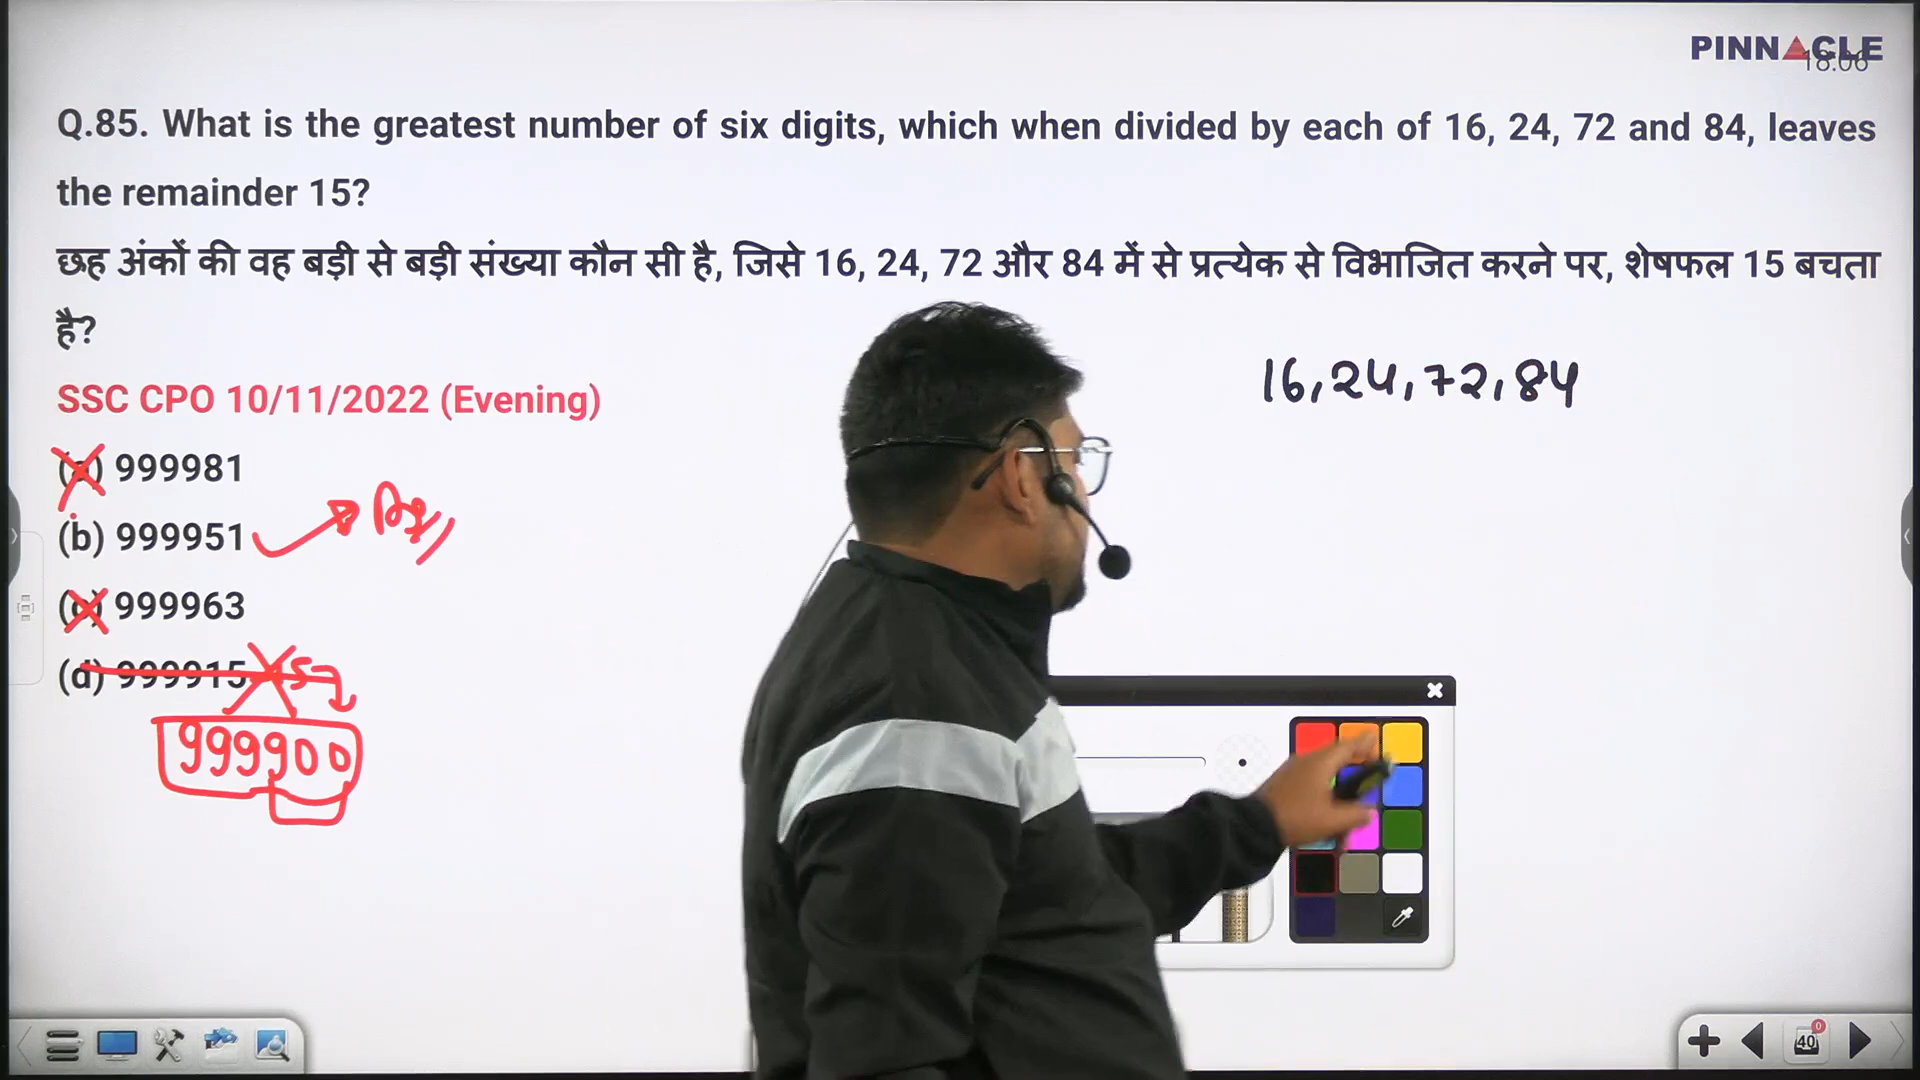 PINNACLE
18:06
Q.85. What is the greatest number of six digits, which when divided by each of 16, 24, 72 and 84, leaves
the remainder 15?
छह अंकों की वह बड़ी से बड़ी संख्या कौन सी है, जिसे 16, 24, 72 और 84 में से प्रत्येक से विभाजित करने पर, शेषफल 15 बचता
है?
16, 24, 72, 84
SSC CPO 10/11/2022 (Evening)
(a) 999981
(b) 999951
(c) 999963
(d) 999915
999900
40
0